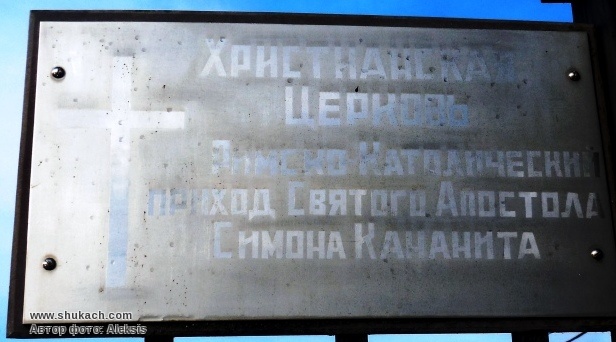 Христианская
Церковь
Римско-Католический
приход Святого Апостола
Симона Кананита
www.shukach.com
Автор фото: Aleksis